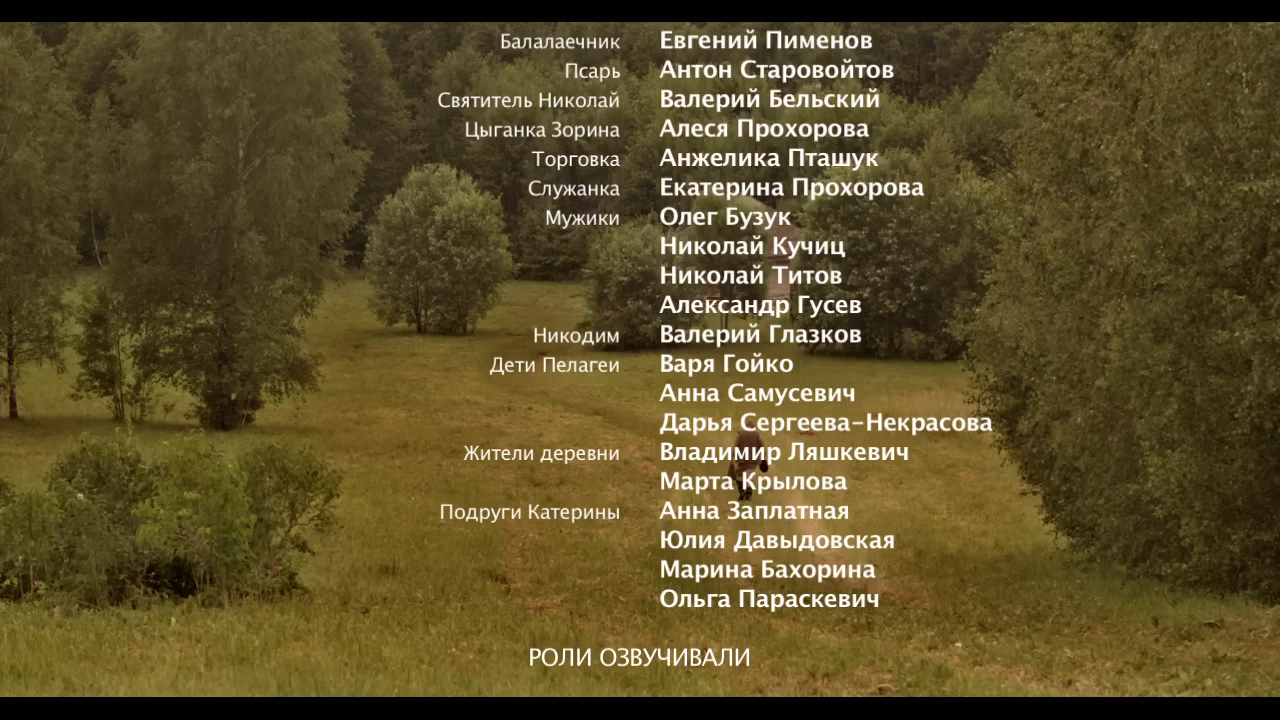 Балалаечник Евгений Пименов
Псарь Антон Старовойтов
Святитель Николай Валерий Бельский
Цыганка Зорина Алеся Прохорова
Торговка Анжелика Пташук
Служанка Екатерина Прохорова
Мужики Олег Бузук
Николай Кучиц
Николай Титов
Александр Гусев
Никодим Валерий Глазков
Дети Пелагеи Варя Гойко
Анна Самусевич
Дарья Сергеева-Некрасова
Жители деревни Владимир Ляшкевич
Марта Крылова
Подруги Катерины Анна Заплатная
Юлия Давыдовская
Марина Бахорина
Ольга Параскевич
РОЛИ ОЗВУЧИВАЛИ